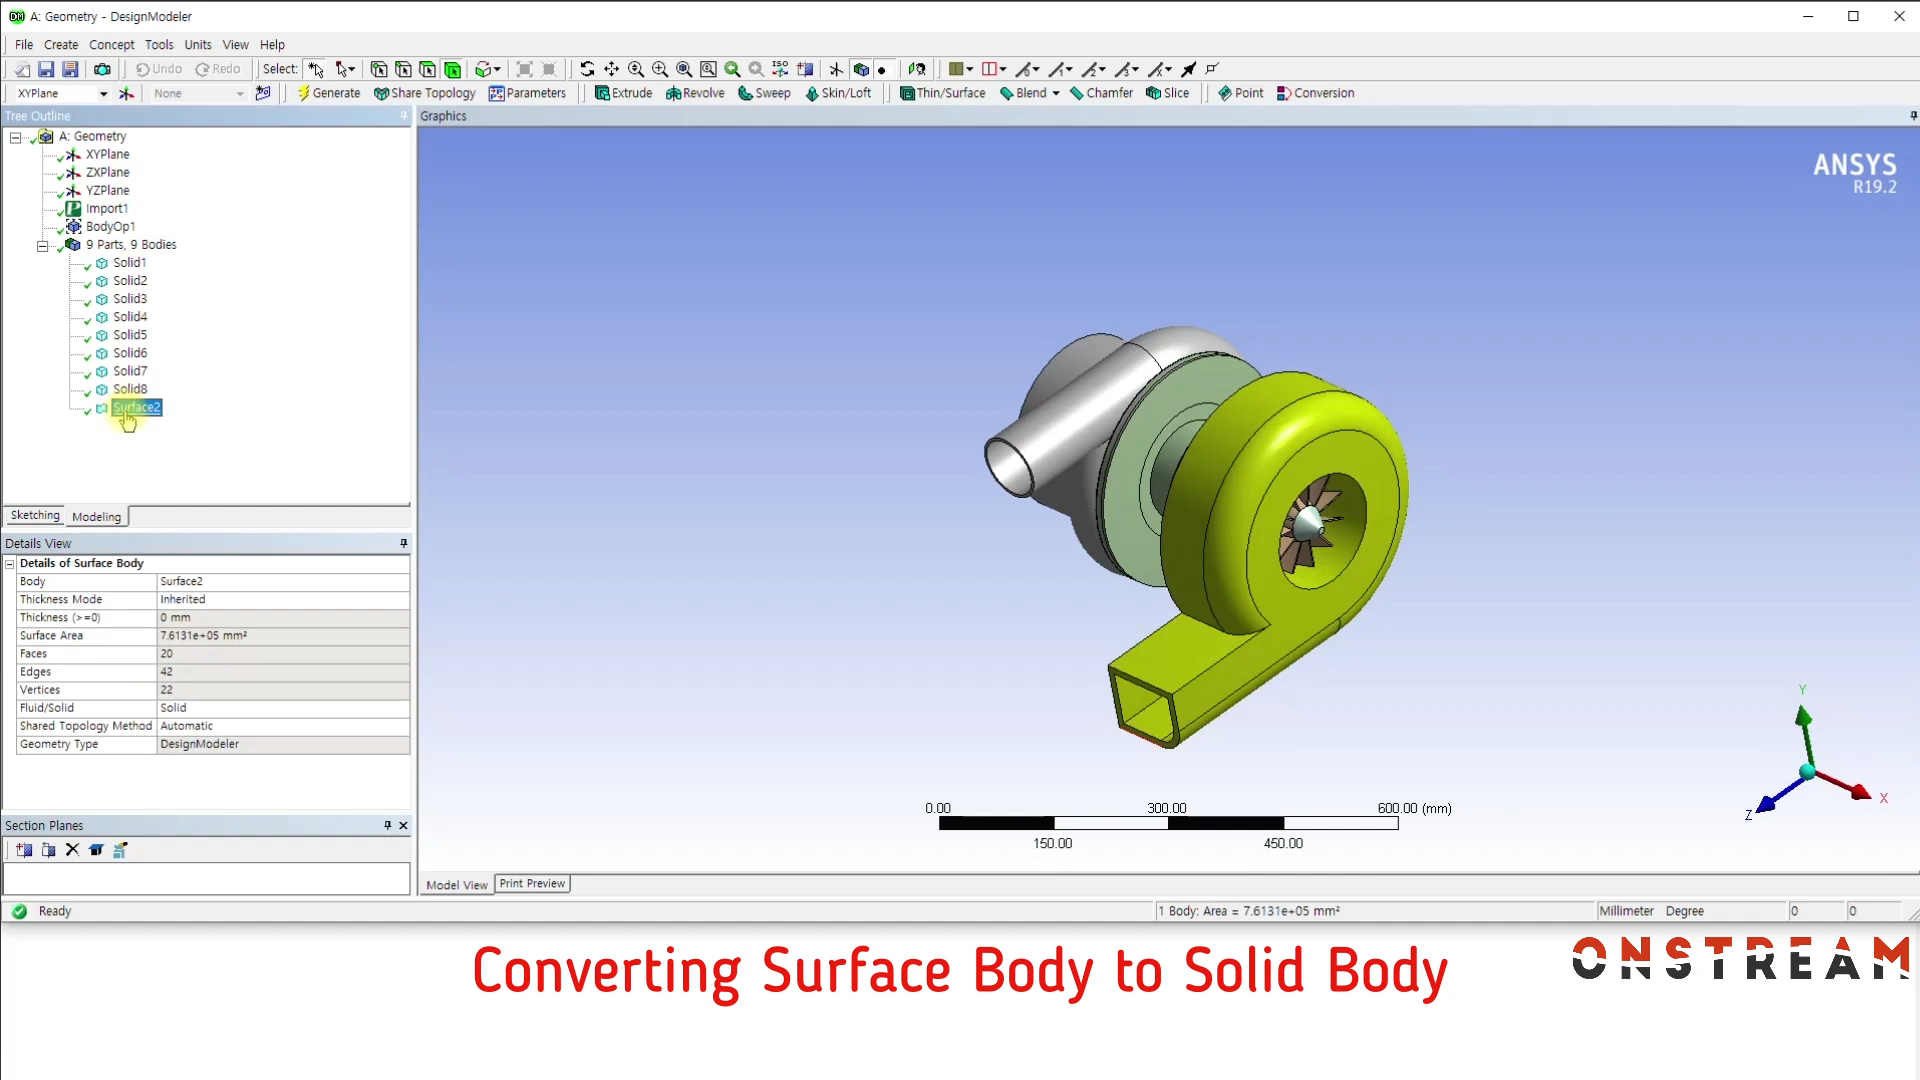 A: Geometry - DesignModeler
File Create Concept Tools Units View Help
Undo Redo Select: ISO
XYPlane None Generate Share Topology Parameters Extrude Revolve Sweep Skin/Loft Thin/Surface Blend Chamfer Slice Point Conversion
Tree Outline
A: Geometry
XYPlane
ZXPlane
YZPlane
Import1
BodyOp1
9 Parts, 9 Bodies
Solid1
Solid2
Solid3
Solid4
Solid5
Solid6
Solid7
Solid8
Surface2
Sketching Modeling
Details View
Details of Surface Body
Body Surface2
Thickness Mode Inherited
Thickness (>=0) 0 mm
Surface Area 7.6131e+05 mm²
Faces 20
Edges 42
Vertices 22
Fluid/Solid Solid
Shared Topology Method Automatic
Geometry Type DesignModeler
Section Planes
Graphics
ANSYS
R19.2
Y
X
Z
0.00 300.00 600.00 (mm)
150.00 450.00
Model View Print Preview
Ready 1 Body: Area = 7.6131e+05 mm² Millimeter Degree 0 0
Converting Surface Body to Solid Body
ONSTREAM